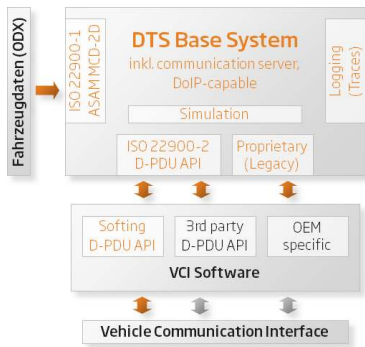 Fahrzeugdaten (ODX)
ISO 22900-1
ASAM MCD-2D
DTS Base System
inkl. communication server,
DoIP-capable
Simulation
ISO 22900-2
D-PDU API
Proprietary
(Legacy)
Logging
(Traces)
Softing
D-PDU API
3rd party
D-PDU API
OEM
specific
VCI Software
Vehicle Communication Interface